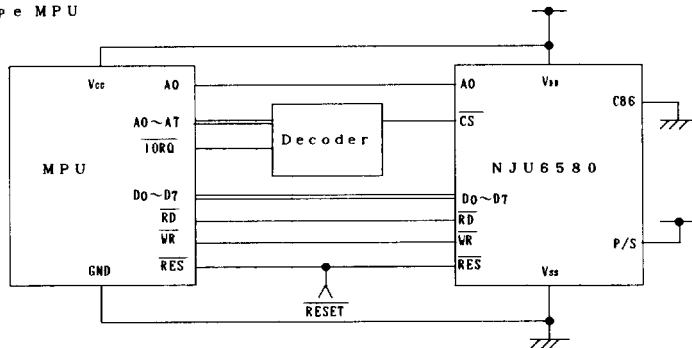 pe MPU
Vcc
A0
A0~A7
IORQ
MPU
D0~D7
RD
WR
RES
GND
Decoder
RESET
VDD
A0
C86
CS
NJU6580
D0~D7
RD
WR
P/S
RES
VSS